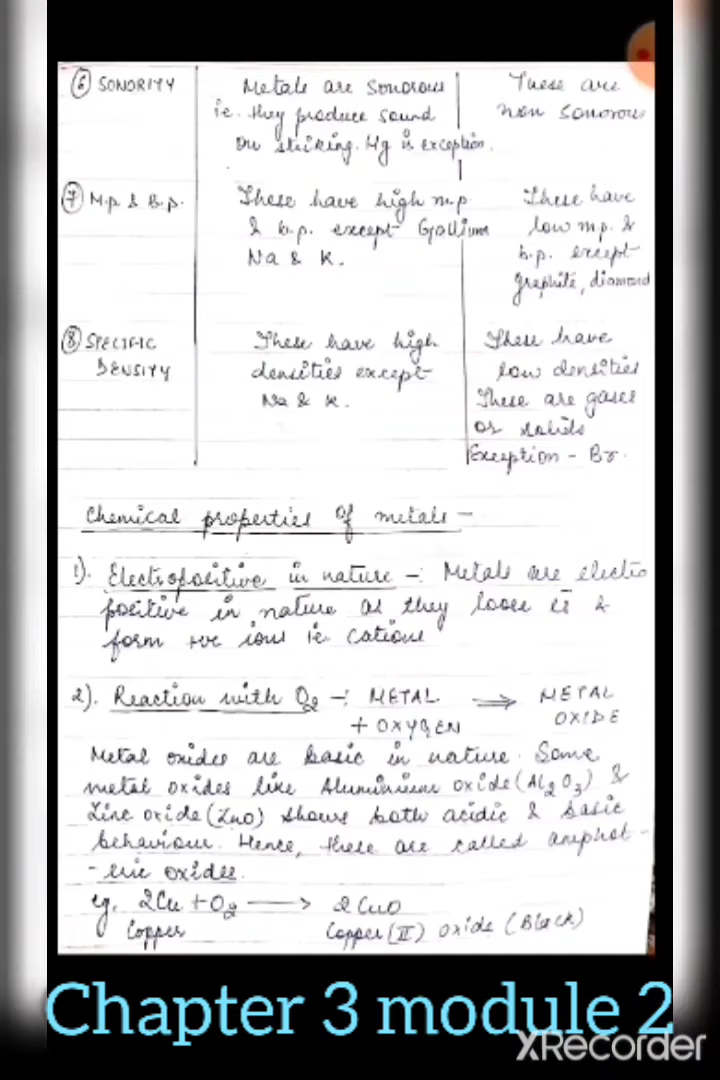 ⑥ SONORITY
Metals are sonorous
ie. they produce sound
on striking. Hg is exception.
These are
non sonorous
⑦ M.p & B.p.
These have high m.p
& b.p. except Gallium
Na & K.
These have
low mp. &
b.p. except
graphite, diamond
⑧ SPECIFIC
DENSITY
These have high
densities except
Na & K.
These have
low densities
These are gases
or solids
Exception - Br.
Chemical properties of metals -
1). Electropositive in nature -: Metals are electro
positive in nature as they loose e⁻s &
form +ve ions ie. cations
2). Reaction with O₂ -: METAL ⇒ METAL
+ OXYGEN OXIDE
Metal oxides are basic in nature. Some
metal oxides like Aluminium oxide (Al₂O₃) &
Zinc oxide (ZnO) shows both acidic & basic
behaviour. Hence, these are called amphot-
-eric oxides.
eg. 2Cu + O₂ → 2CuO
Copper Copper (II) oxide (Black)
Chapter 3 module 2
XRecorder